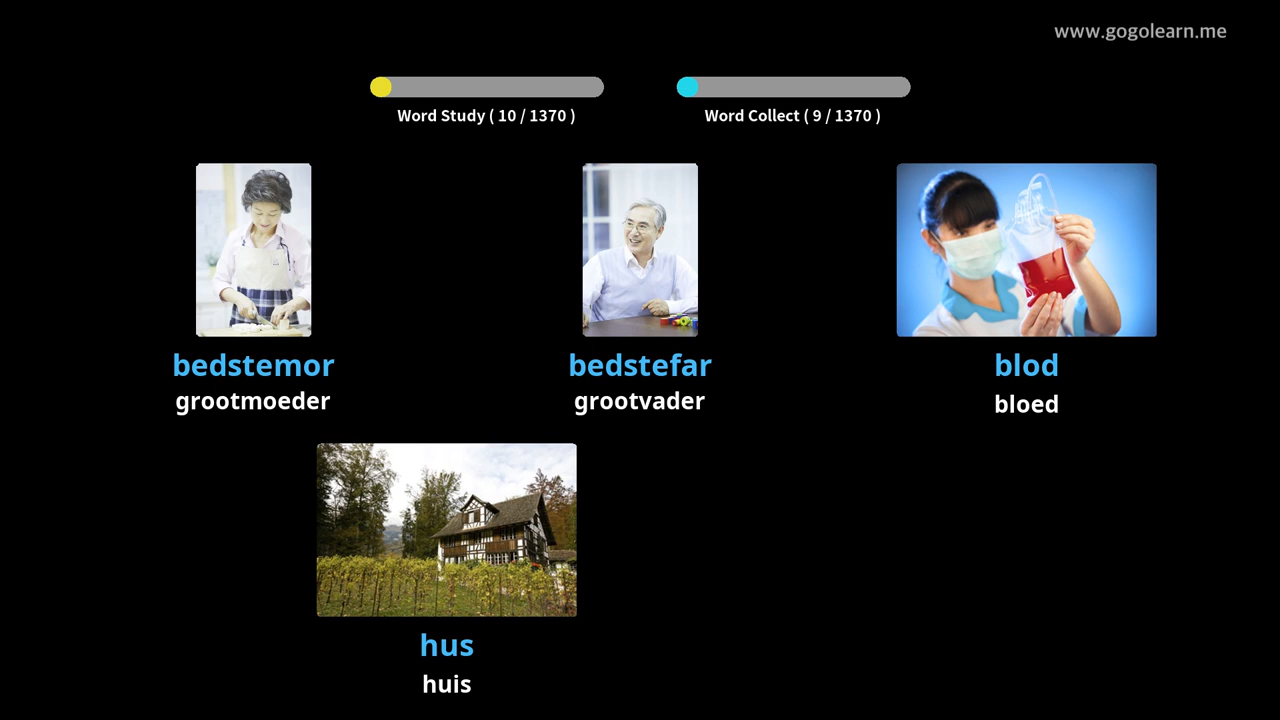 www.gogolearn.me
Word Study ( 10 / 1370 )
Word Collect ( 9 / 1370 )
bedstemor
grootmoeder
bedstefar
grootvader
blod
bloed
hus
huis